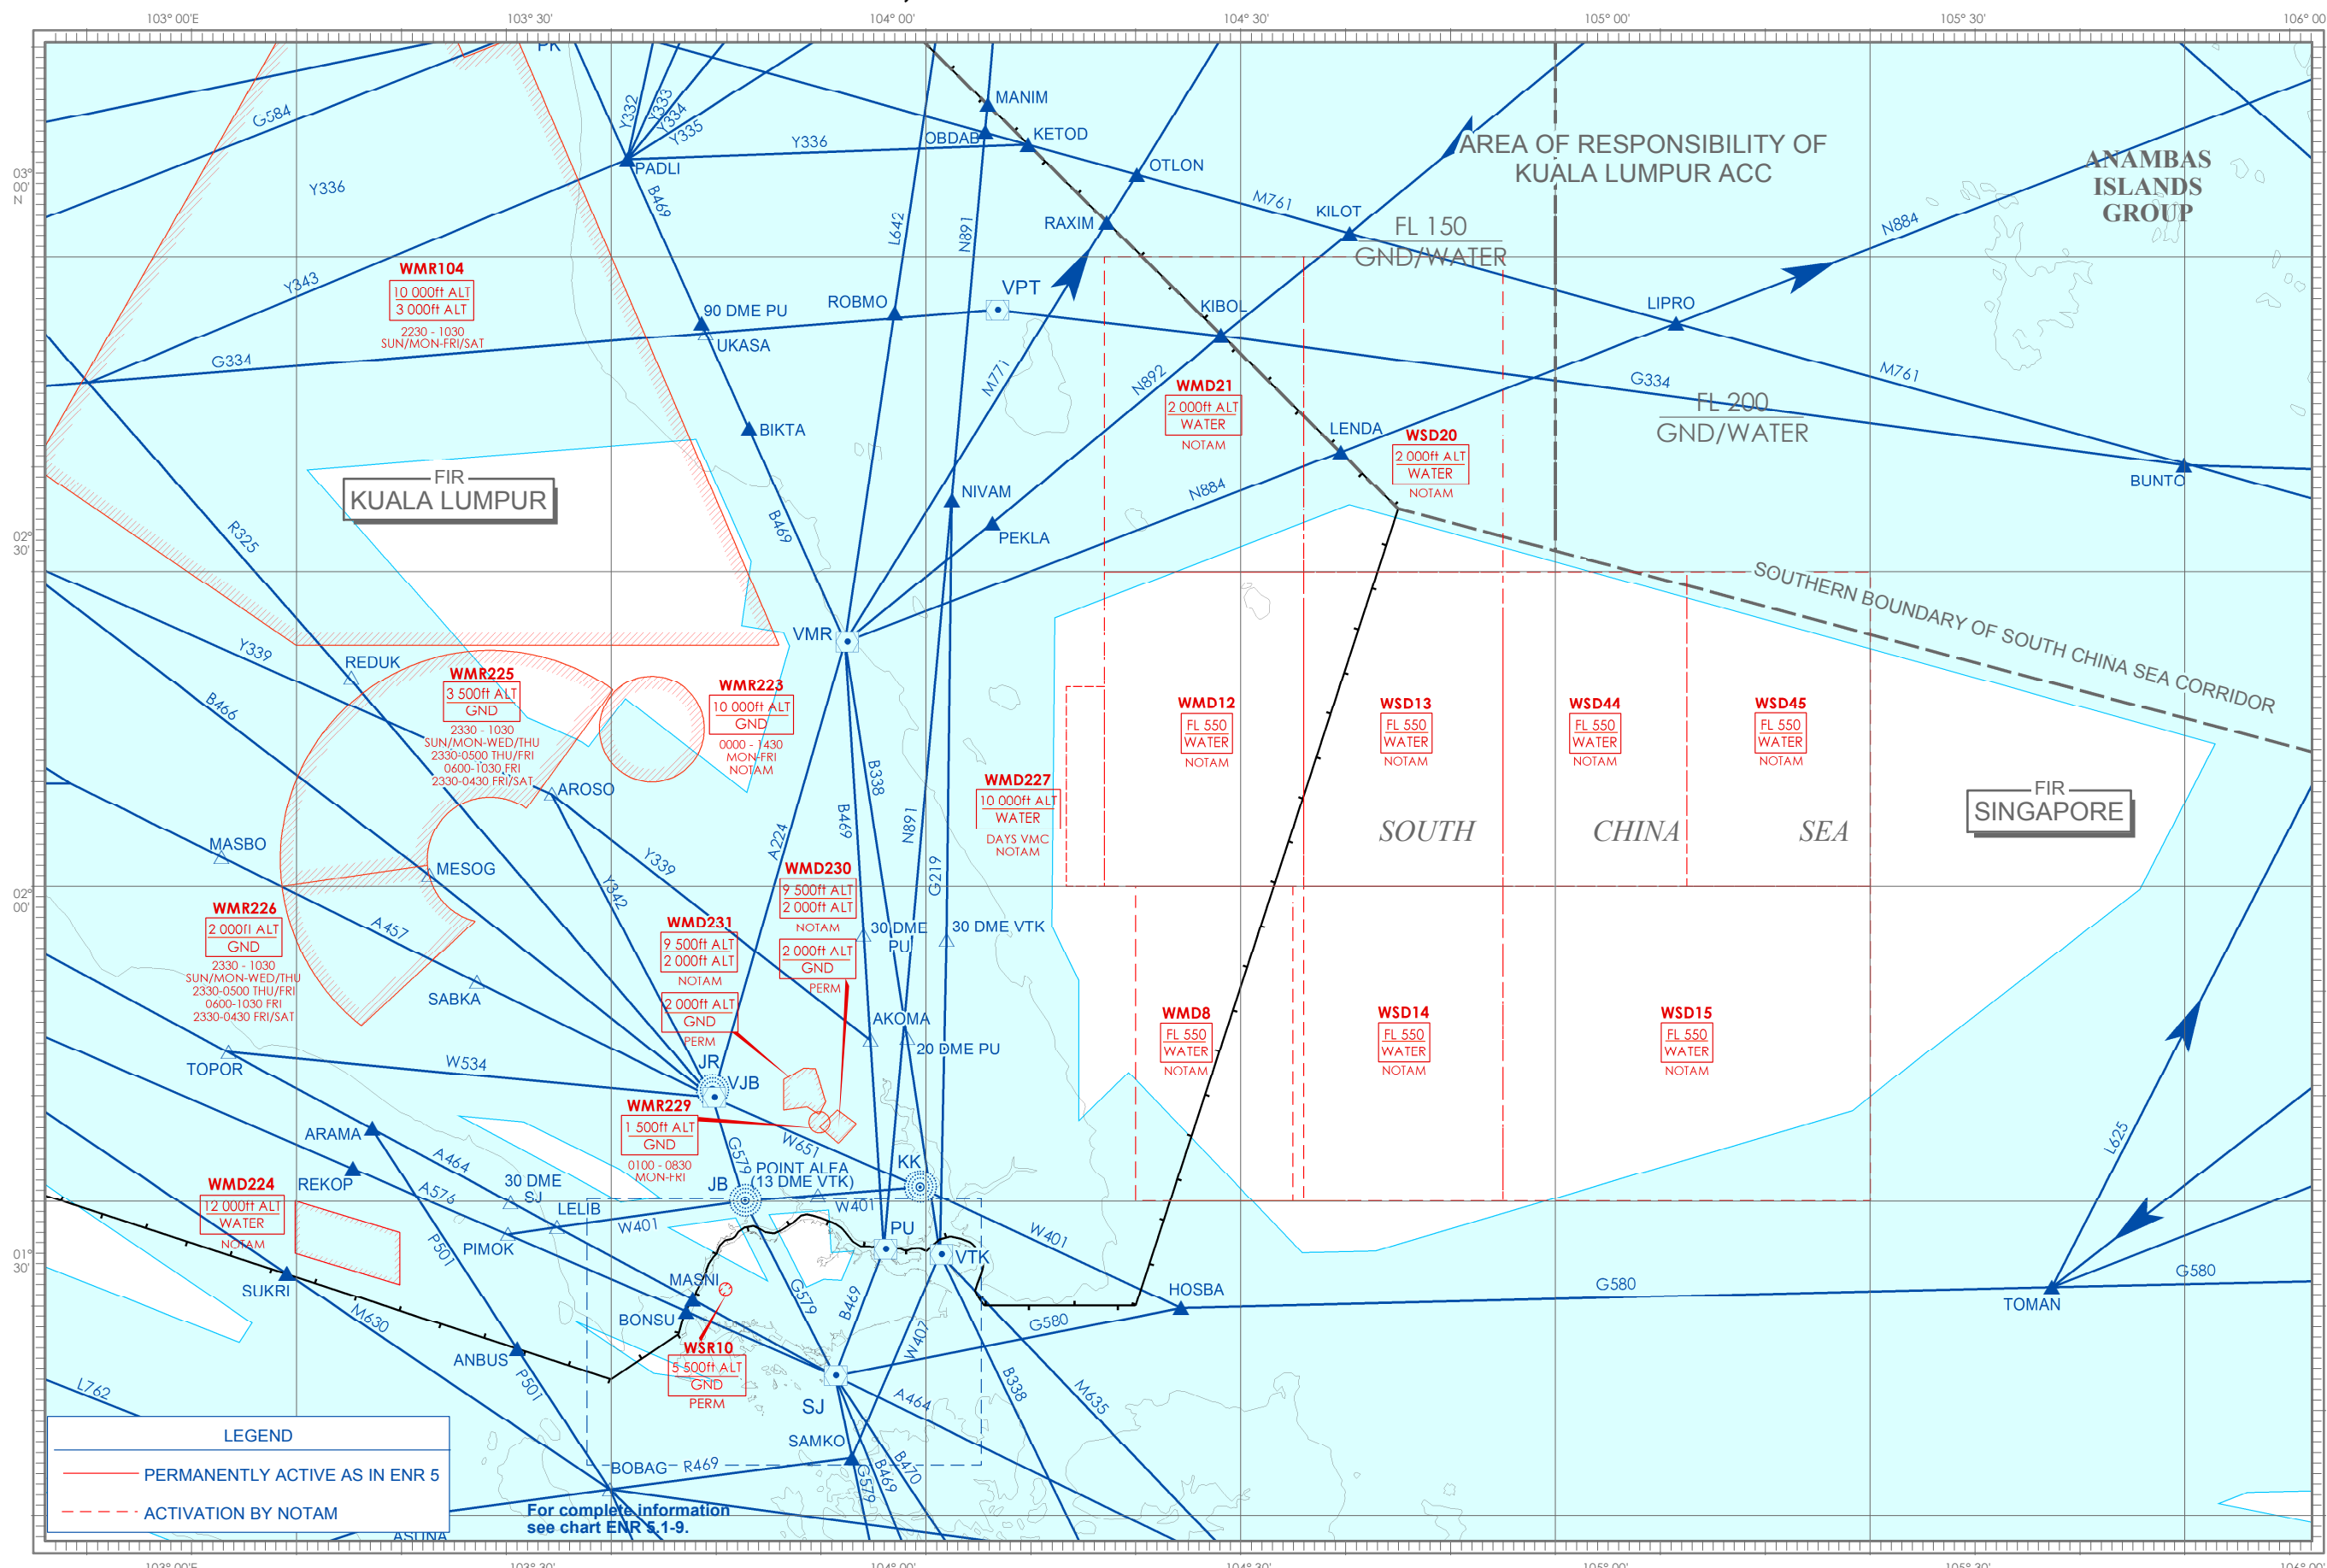 103° 00'E
103° 30'
104° 00'
104° 30'
105° 00'
105° 30'
106° 00
PK
MANIM
Y332
Y333
Y334
Y335
G584
OBDAB
KETOD
Y336
PADLI
AREA OF RESPONSIBILITY OF
KUALA LUMPUR ACC
OTLON
ANAMBAS
ISLANDS
GROUP
03°
00'
N
Y336
B469
L642
N891
RAXIM
M761
KILOT
FL 150
GND/WATER
N884
WMR104
10 000ft ALT
3 000ft ALT
2230 - 1030
SUN/MON-FRI/SAT
Y343
90 DME PU
UKASA
ROBMO
VPT
KIBOL
LIPRO
G334
M771
N892
WMD21
2 000ft ALT
WATER
NOTAM
G334
M761
FL 200
GND/WATER
BIKTA
LENDA
WSD20
2 000ft ALT
WATER
NOTAM
BUNTO
FIR
KUALA LUMPUR
NIVAM
N884
R325
B469
PEKLA
02°
30'
SOUTHERN BOUNDARY OF SOUTH CHINA SEA CORRIDOR
VMR
Y339
REDUK
WMR225
3 500ft ALT
GND
2330 - 1030
SUN/MON-WED/THU
2330-0500 THU/FRI
0600-1030 FRI
2330-0430 FRI/SAT
WMR223
10 000ft ALT
GND
0000 - 1430
MON-FRI
NOTAM
B466
WMD12
FL 550
WATER
NOTAM
WSD13
FL 550
WATER
NOTAM
WSD44
FL 550
WATER
NOTAM
WSD45
FL 550
WATER
NOTAM
B338
B469
WMD227
10 000ft ALT
WATER
DAYS VMC
NOTAM
FIR
SINGAPORE
AROSO
SOUTH CHINA SEA
MASBO
A224
N891
MESOG
Y339
Y342
G219
WMD230
9 500ft ALT
2 000ft ALT
NOTAM
2 000ft ALT
GND
PERM
02°
00'
WMR226
2 000ft ALT
GND
2330 - 1030
SUN/MON-WED/THU
2330-0500 THU/FRI
0600-1030 FRI
2330-0430 FRI/SAT
A457
WMD231
9 500ft ALT
2 000ft ALT
NOTAM
2 000ft ALT
GND
PERM
30 DME
PU
30 DME VTK
SABKA
AKOMA
20 DME PU
WMD8
FL 550
WATER
NOTAM
WSD14
FL 550
WATER
NOTAM
WSD15
FL 550
WATER
NOTAM
TOPOR
W534
JR
VJB
WMR229
1 500ft ALT
GND
0100 - 0830
MON-FRI
ARAMA
A464
G579
W651
L625
REKOP
A576
30 DME
SJ
LELIB
JB
POINT ALFA
(13 DME VTK)
KK
W401
W401
W401
WMD224
12 000ft ALT
WATER
NOTAM
PIMOK
P501
PU
VTK
01°
30'
SUKRI
MASNI
BONSU
G579
B469
HOSBA
G580
G580
TOMAN
M630
G580
W407
ANBUS
WSR10
5 500ft ALT
GND
PERM
P501
SJ
A464
B338
M635
L762
SAMKO
BOBAG
R469
G579
B469
B470
LEGEND
PERMANENTLY ACTIVE AS IN ENR 5
ACTIVATION BY NOTAM
ASUNA
For complete information
see chart ENR 5.1-9.
103° 00'E
103° 30'
104° 00'
104° 30'
105° 00'
105° 30'
106° 00'